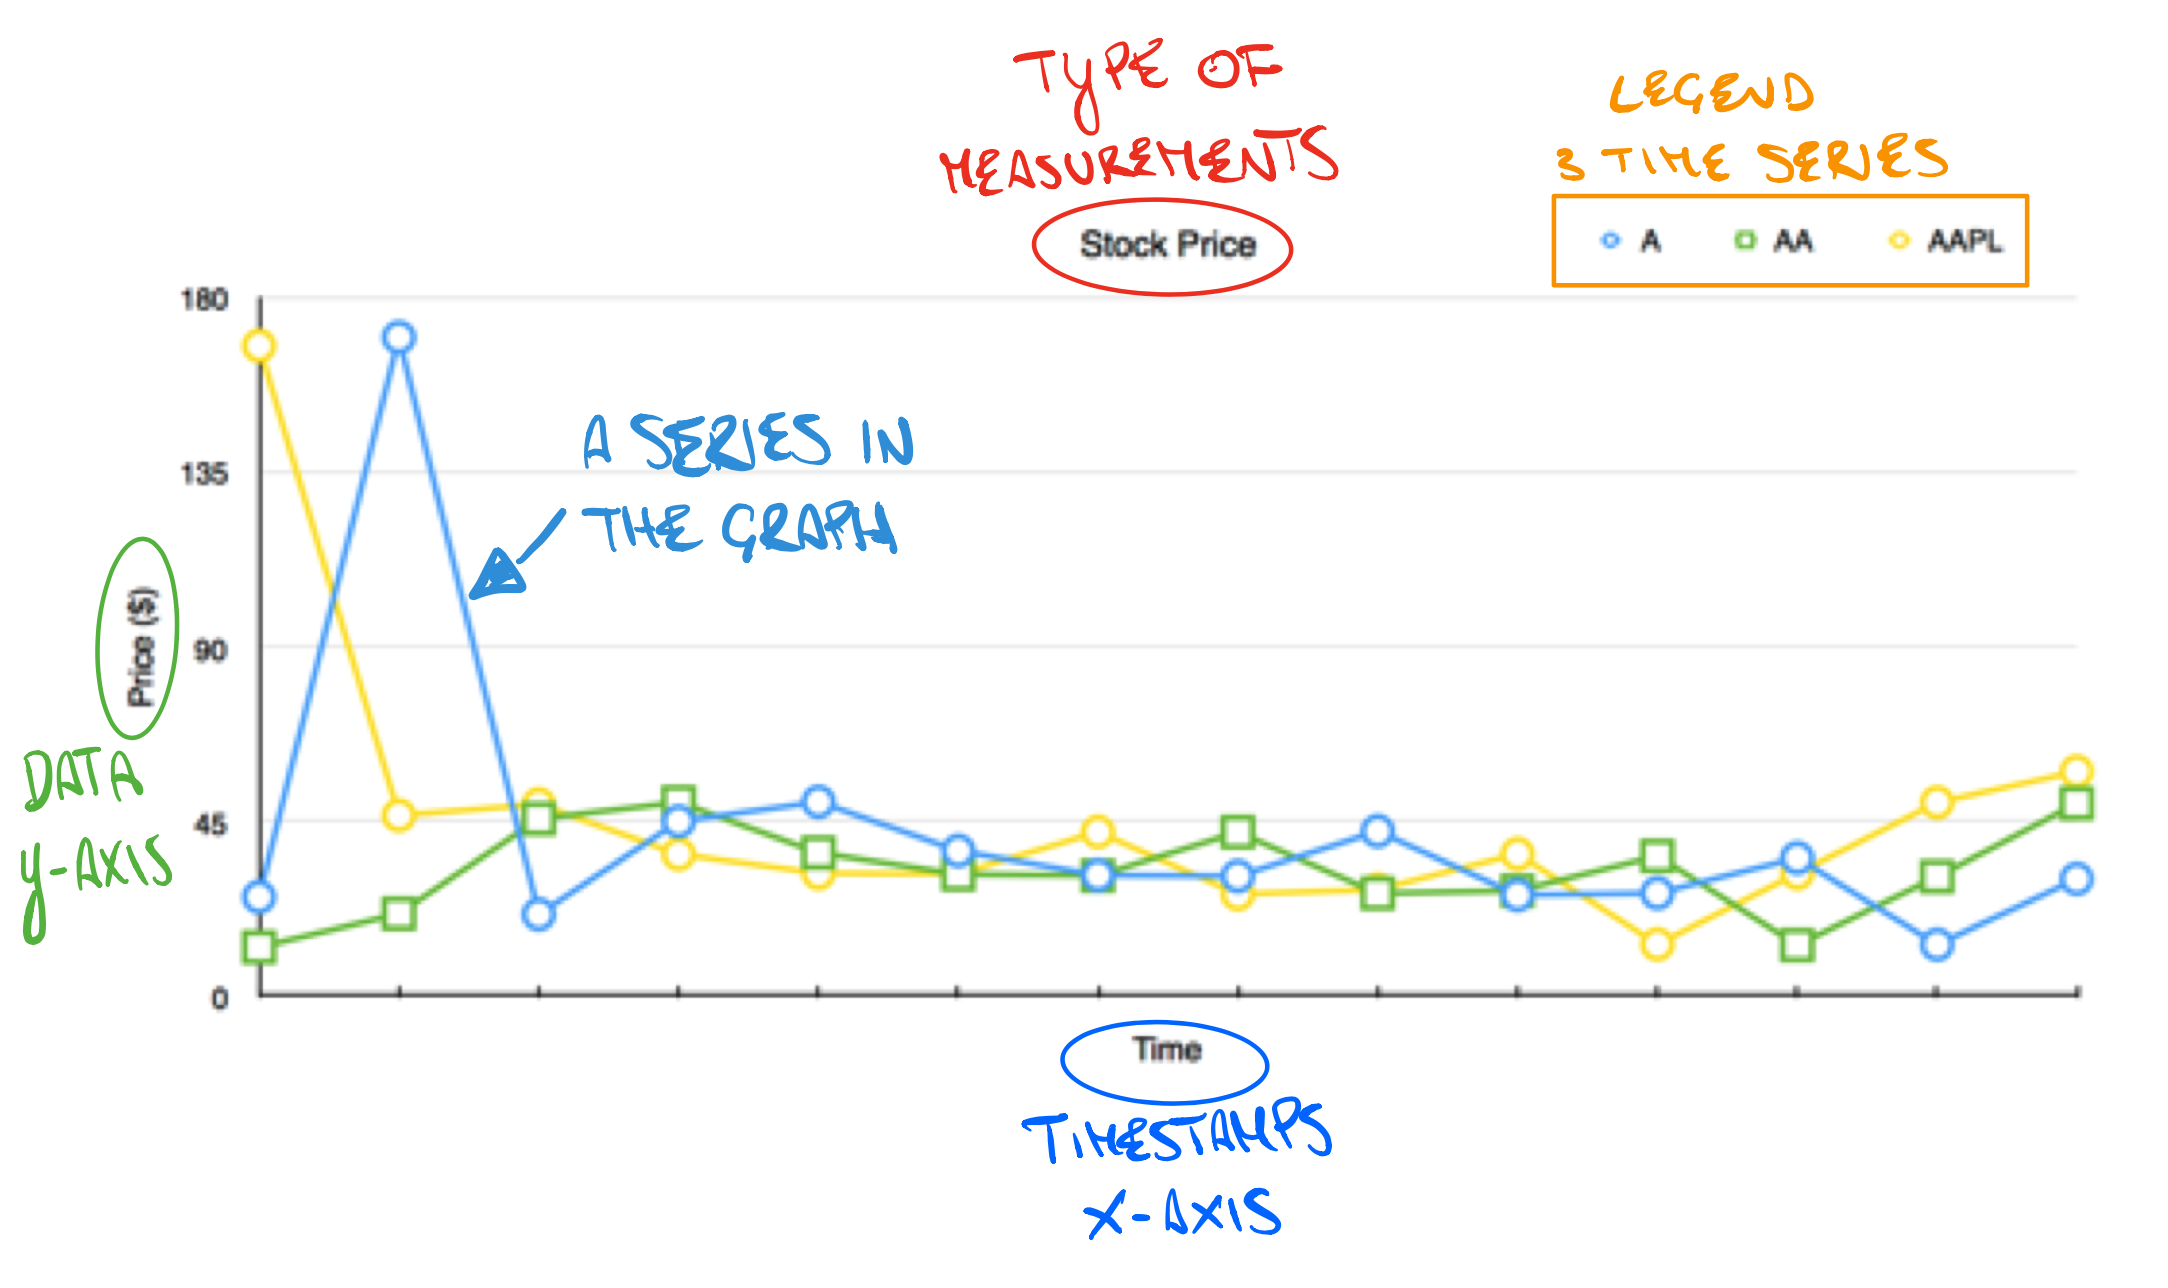 TYPE OF
MEASUREMENTS
LEGEND
3 TIME SERIES
Stock Price
A AA AAPL
180
135
90
45
0
A SERIES IN
THE GRAPH
Price ($)
DATA
y-AXIS
Time
TIMESTAMPS
X-AXIS